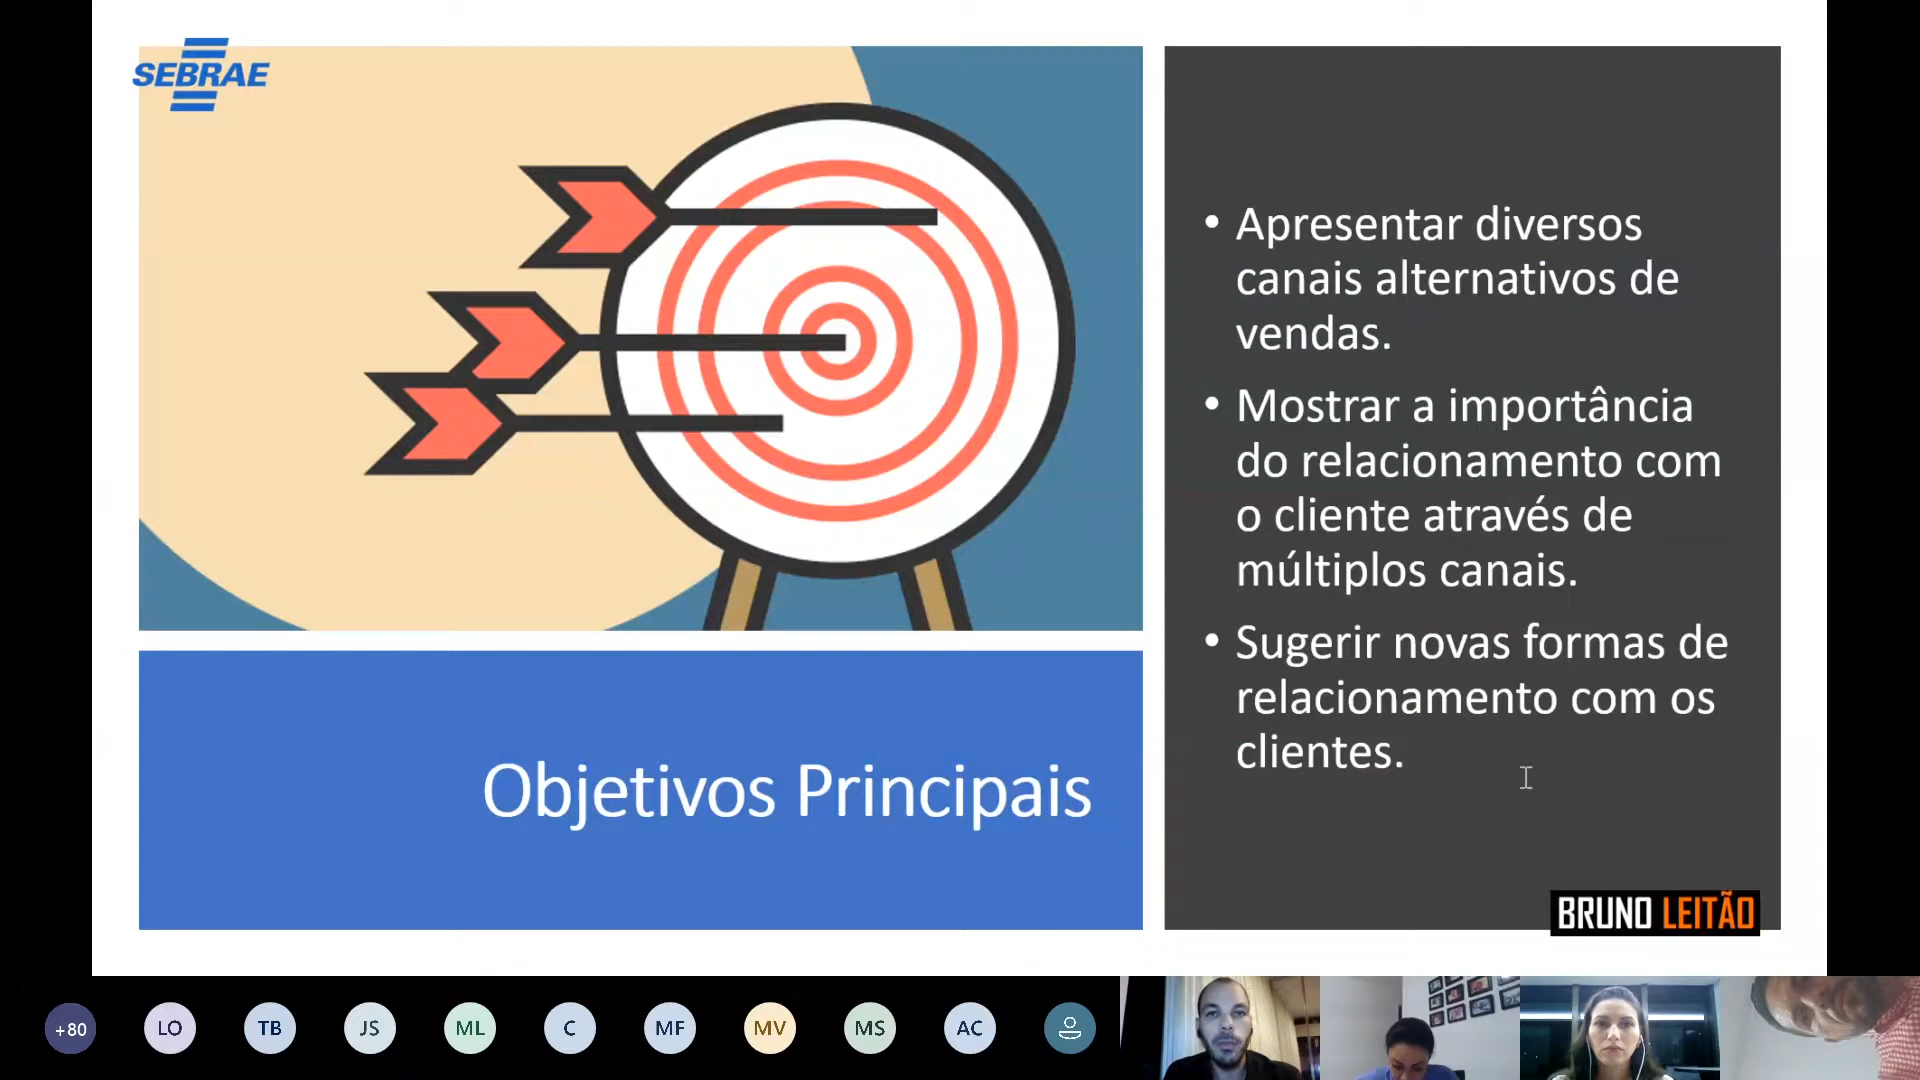 SEBRAE
• Apresentar diversos
canais alternativos de
vendas.
• Mostrar a importância
do relacionamento com
o cliente através de
múltiplos canais.
• Sugerir novas formas de
relacionamento com os
clientes.
Objetivos Principais
BRUNO LEITÃO
+80 LO TB JS ML C MF MV MS AC